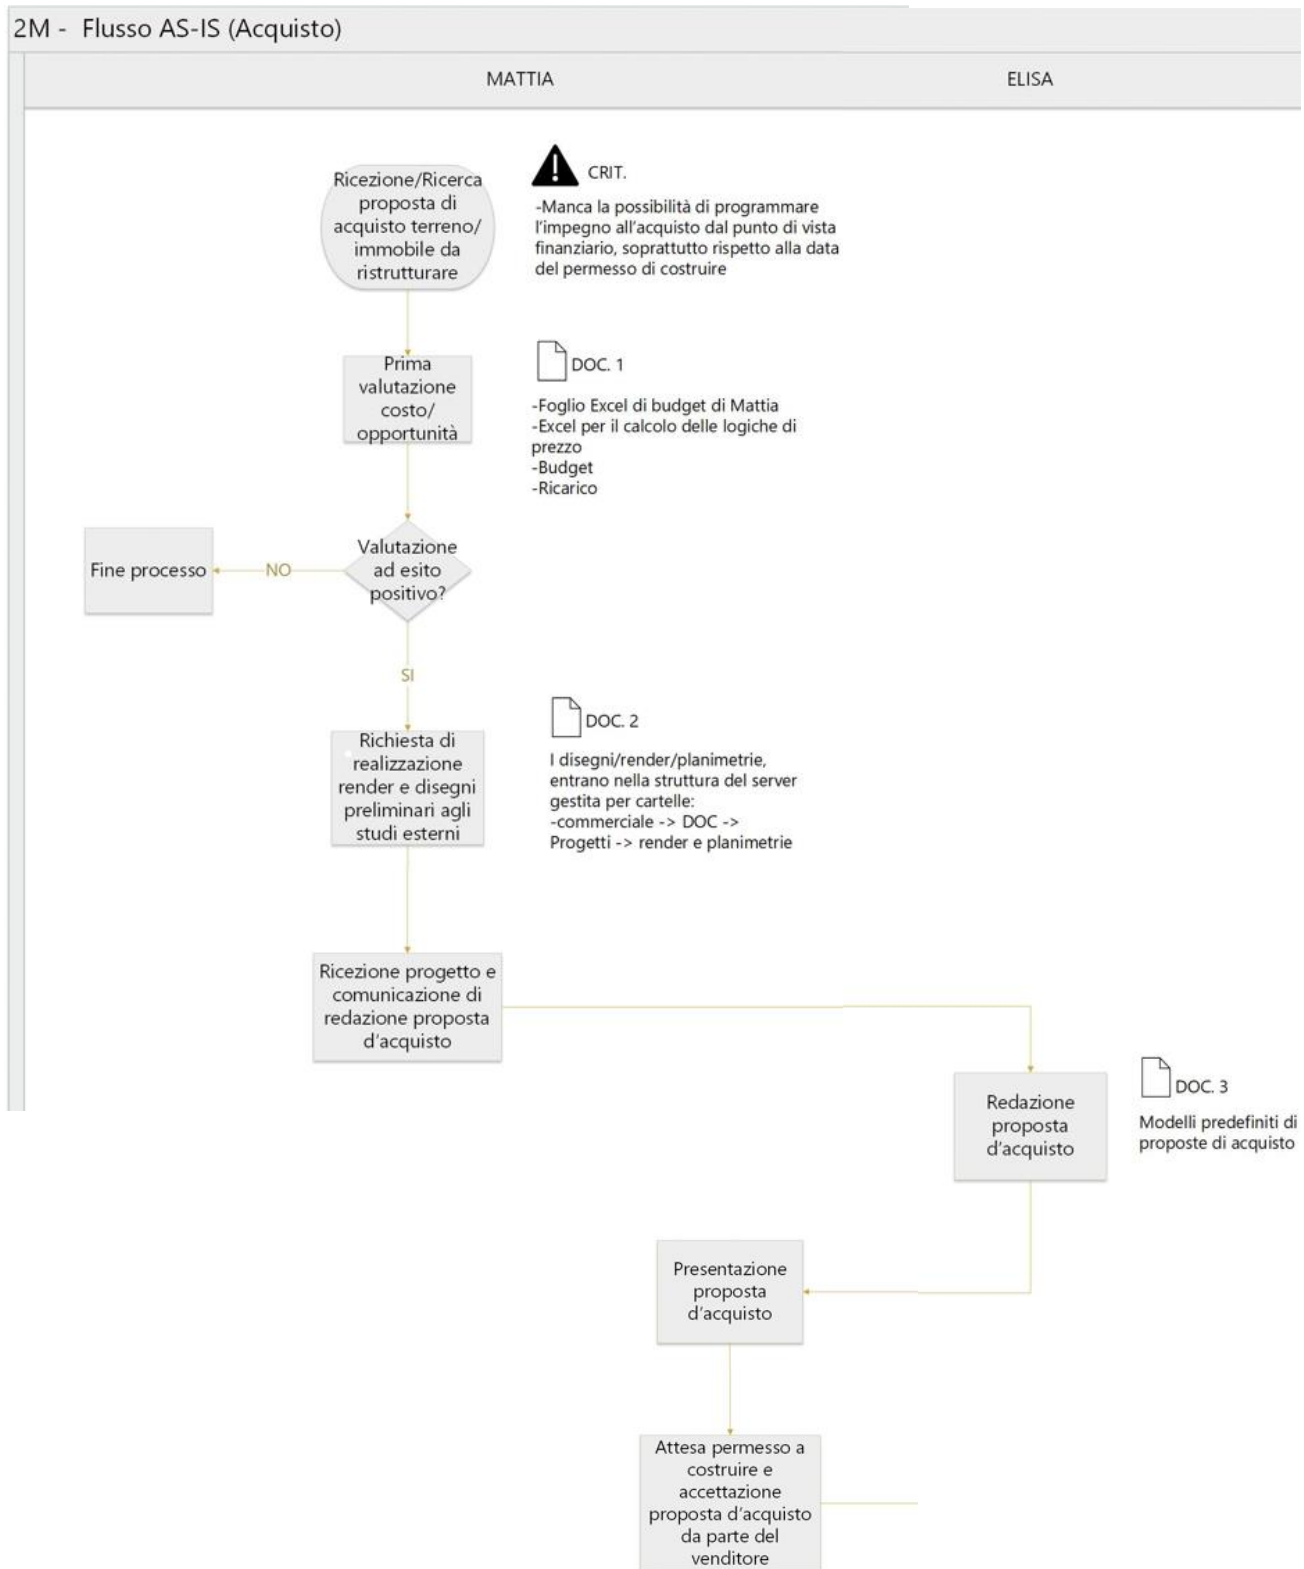 2M -  Flusso AS-IS (Acquisto)
MATTIA
ELISA
Ricezione/Ricerca
proposta di
acquisto terreno/
immobile da
ristrutturare
CRIT.
-Manca la possibilità di programmare
l'impegno all'acquisto dal punto di vista
finanziario, soprattutto rispetto alla data
del permesso di costruire
Prima
valutazione
costo/
opportunità
DOC. 1
-Foglio Excel di budget di Mattia
-Excel per il calcolo delle logiche di
prezzo
-Budget
-Ricarico
Valutazione
ad esito
positivo?
NO
Fine processo
SI
Richiesta di
realizzazione
render e disegni
preliminari agli
studi esterni
DOC. 2
I disegni/render/planimetrie,
entrano nella struttura del server
gestita per cartelle:
-commerciale -> DOC ->
Progetti -> render e planimetrie
Ricezione progetto e
comunicazione di
redazione proposta
d'acquisto
Redazione
proposta
d'acquisto
DOC. 3
Modelli predefiniti di
proposte di acquisto
Presentazione
proposta
d'acquisto
Attesa permesso a
costruire e
accettazione
proposta d'acquisto
da parte del
venditore